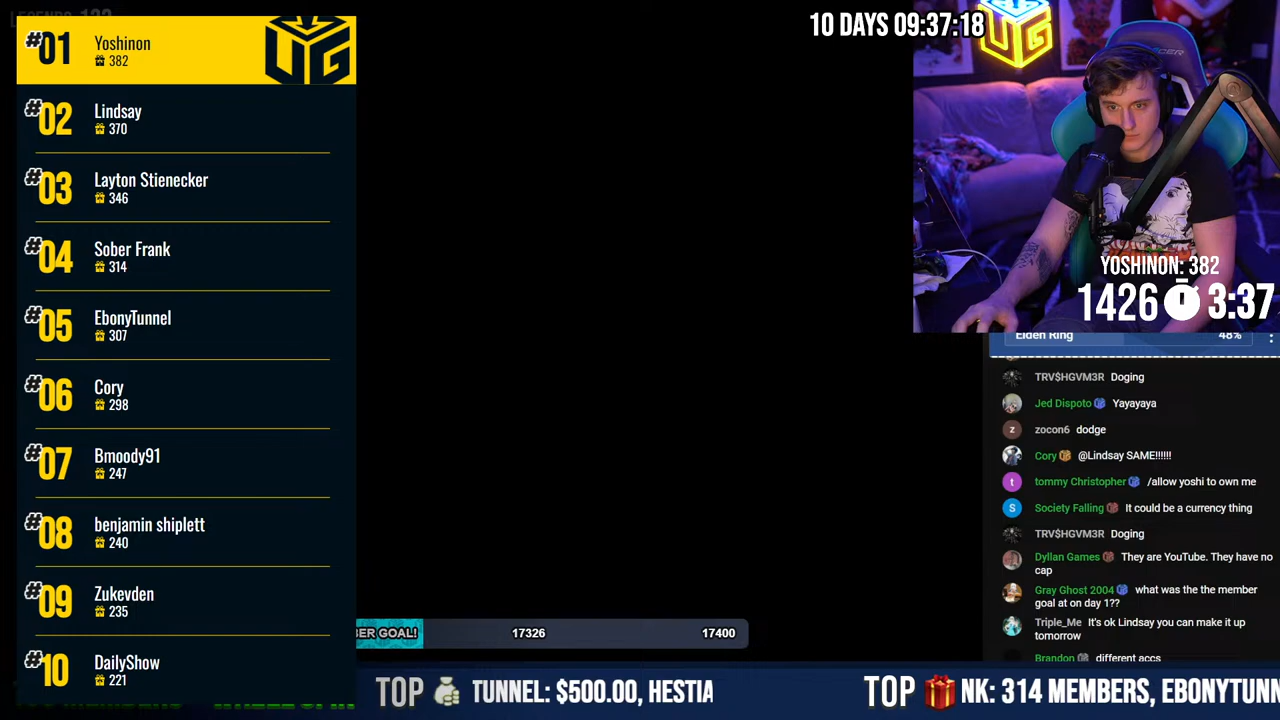 #01 Yoshinon
382
#02 Lindsay
370
#03 Layton Stienecker
346
#04 Sober Frank
314
#05 EbonyTunnel
307
#06 Cory
298
#07 Bmoody91
247
#08 benjamin shiplett
240
#09 Zukevden
235
#10 DailyShow
221
10 DAYS 09:37:18
UG
YOSHINON: 382
1426 3:37
Elden Ring 48%
TRV$HGVM3R Doging
Jed Dispoto Yayayaya
z zocon6 dodge
Cory @Lindsay SAME!!!!!!
t tommy Christopher /allow yoshi to own me
S Society Falling It could be a currency thing
TRV$HGVM3R Doging
Dyllan Games They are YouTube. They have no
cap
Gray Ghost 2004 what was the the member
goal at on day 1??
Triple_Me It's ok Lindsay you can make it up
tomorrow
Brandon different accs
BER GOAL! 17326 17400
TOP TUNNEL: $500.00, HESTIA
TOP NK: 314 MEMBERS, EBONYTUNN